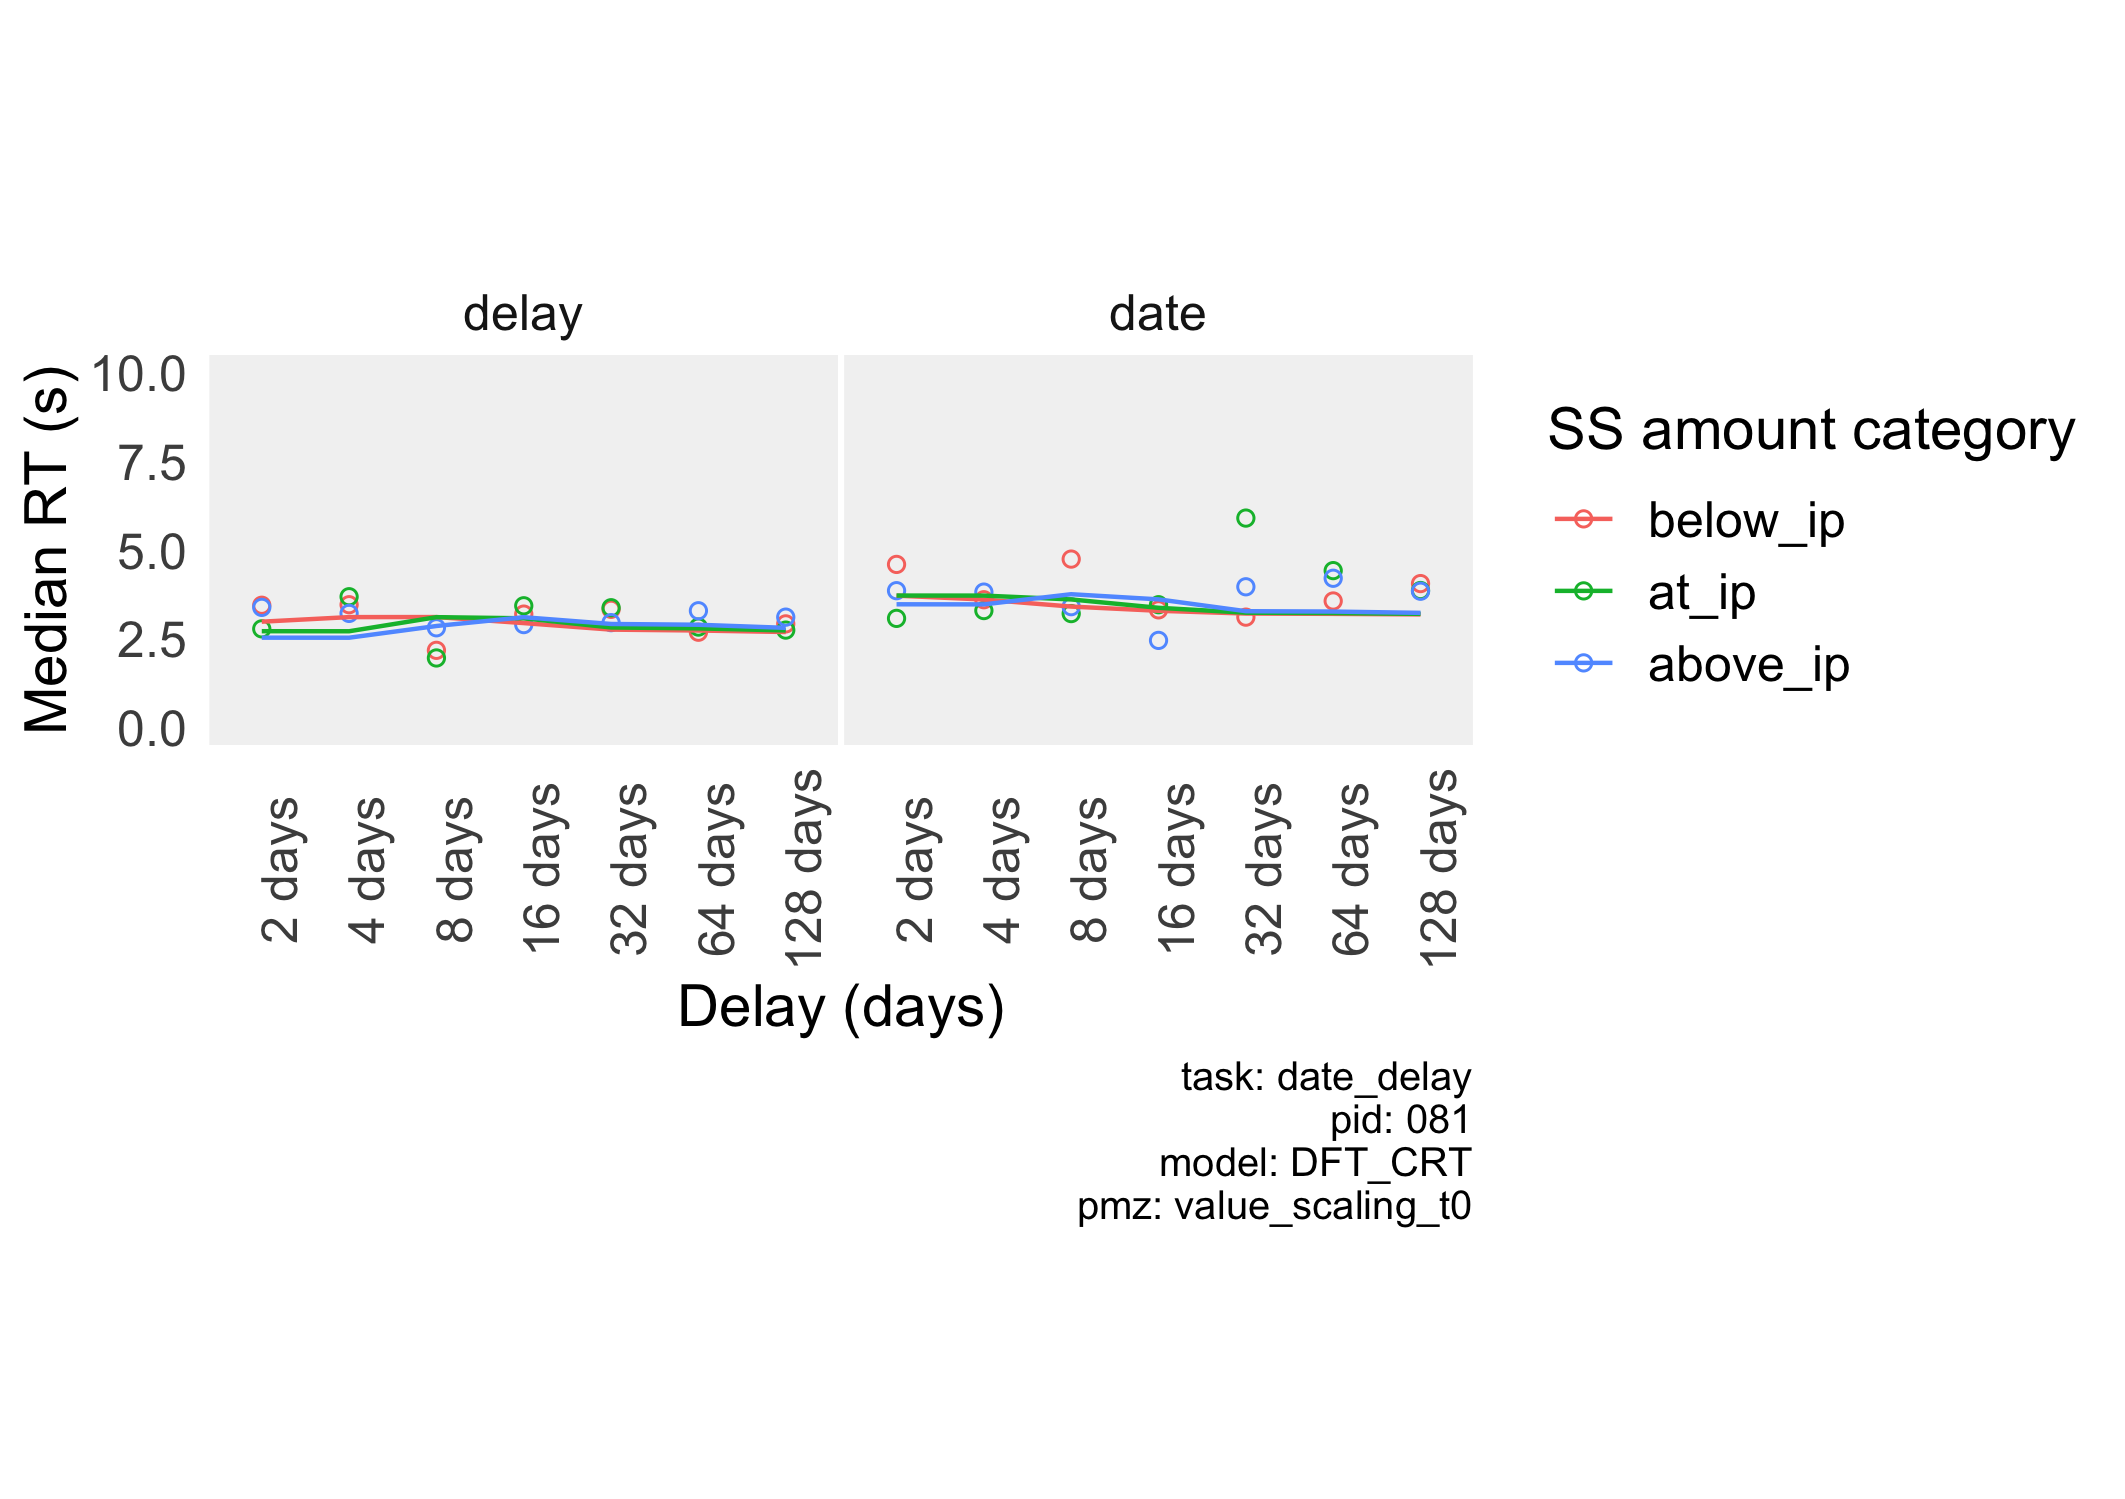 delay
date
Median RT (s)
10.0
7.5
5.0
2.5
0.0
2 days
4 days
8 days
16 days
32 days
64 days
128 days
2 days
4 days
8 days
16 days
32 days
64 days
128 days
Delay (days)
SS amount category
below_ip
at_ip
above_ip
task: date_delay
pid: 081
model: DFT_CRT
pmz: value_scaling_t0